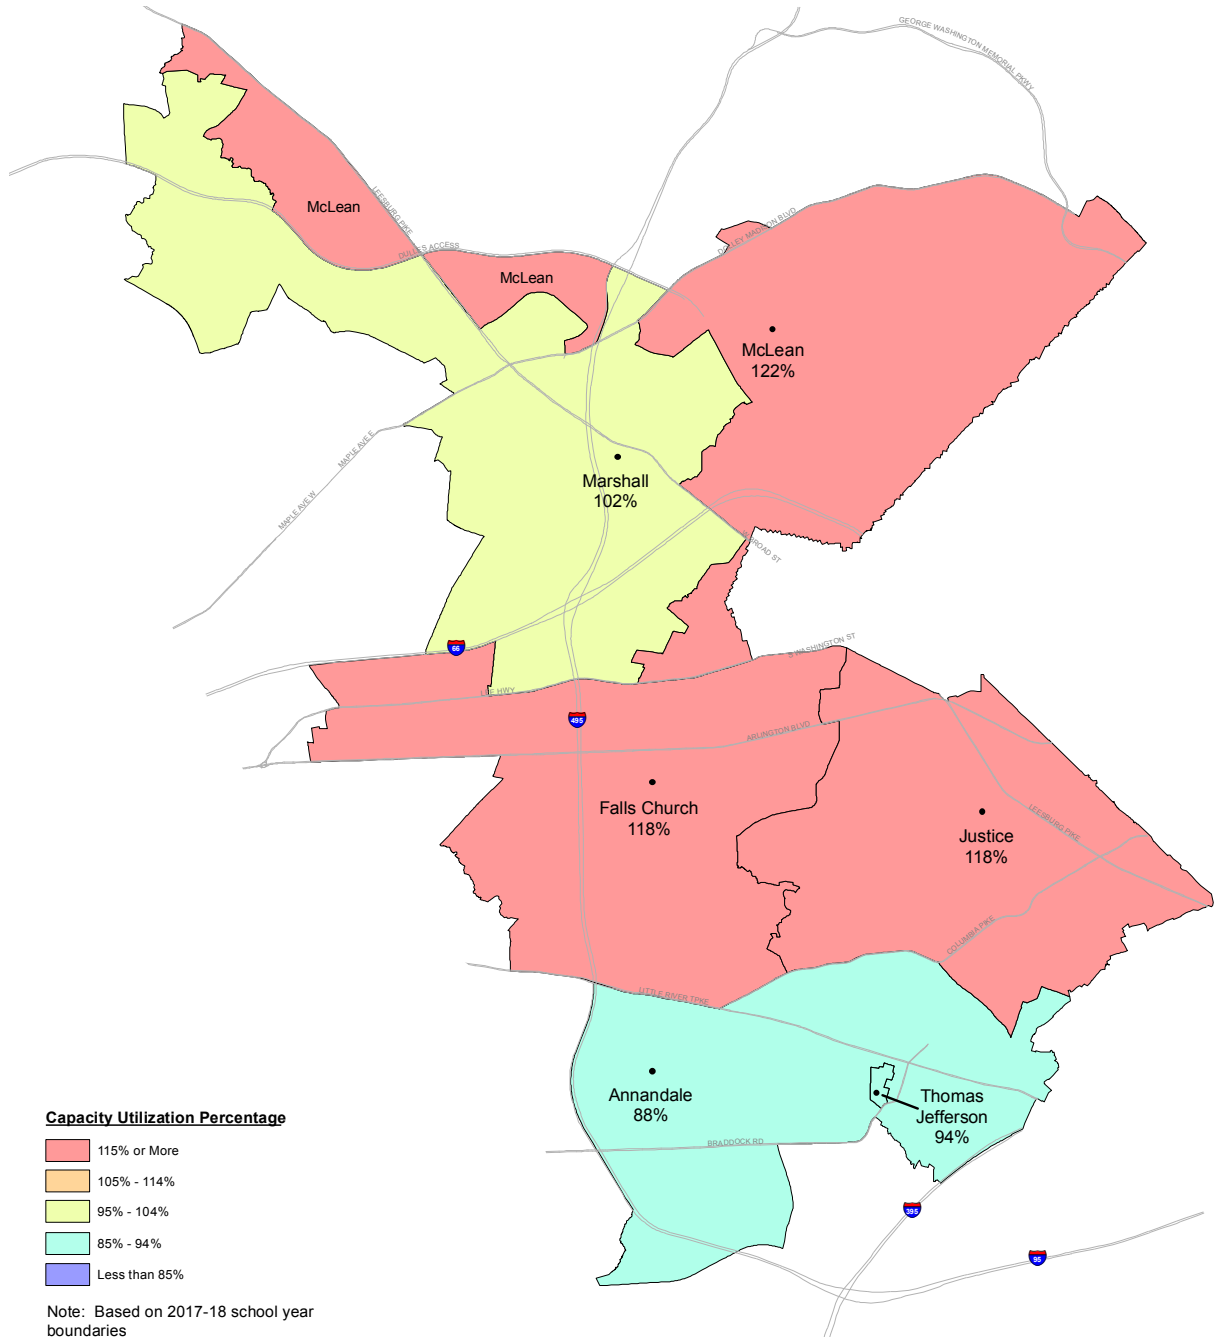 GEORGE WASHINGTON MEMORIAL PKWY
McLean
LEESBURG PIKE
DOLLEY MADISON BLVD
DULLES ACCESS
McLean
McLean
122%
MAPLE AVE E
Marshall
102%
MAPLE AVE W
W BROAD ST
66
S WASHINGTON ST
LEE HWY
495
ARLINGTON BLVD
Falls Church
118%
LEESBURG PIKE
Justice
118%
COLUMBIA PIKE
LITTLE RIVER TPKE
Annandale
88%
Thomas
Jefferson
94%
BRADDOCK RD
395
95
Capacity Utilization Percentage
115% or More
105% - 114%
95% - 104%
85% - 94%
Less than 85%
Note: Based on 2017-18 school year
boundaries